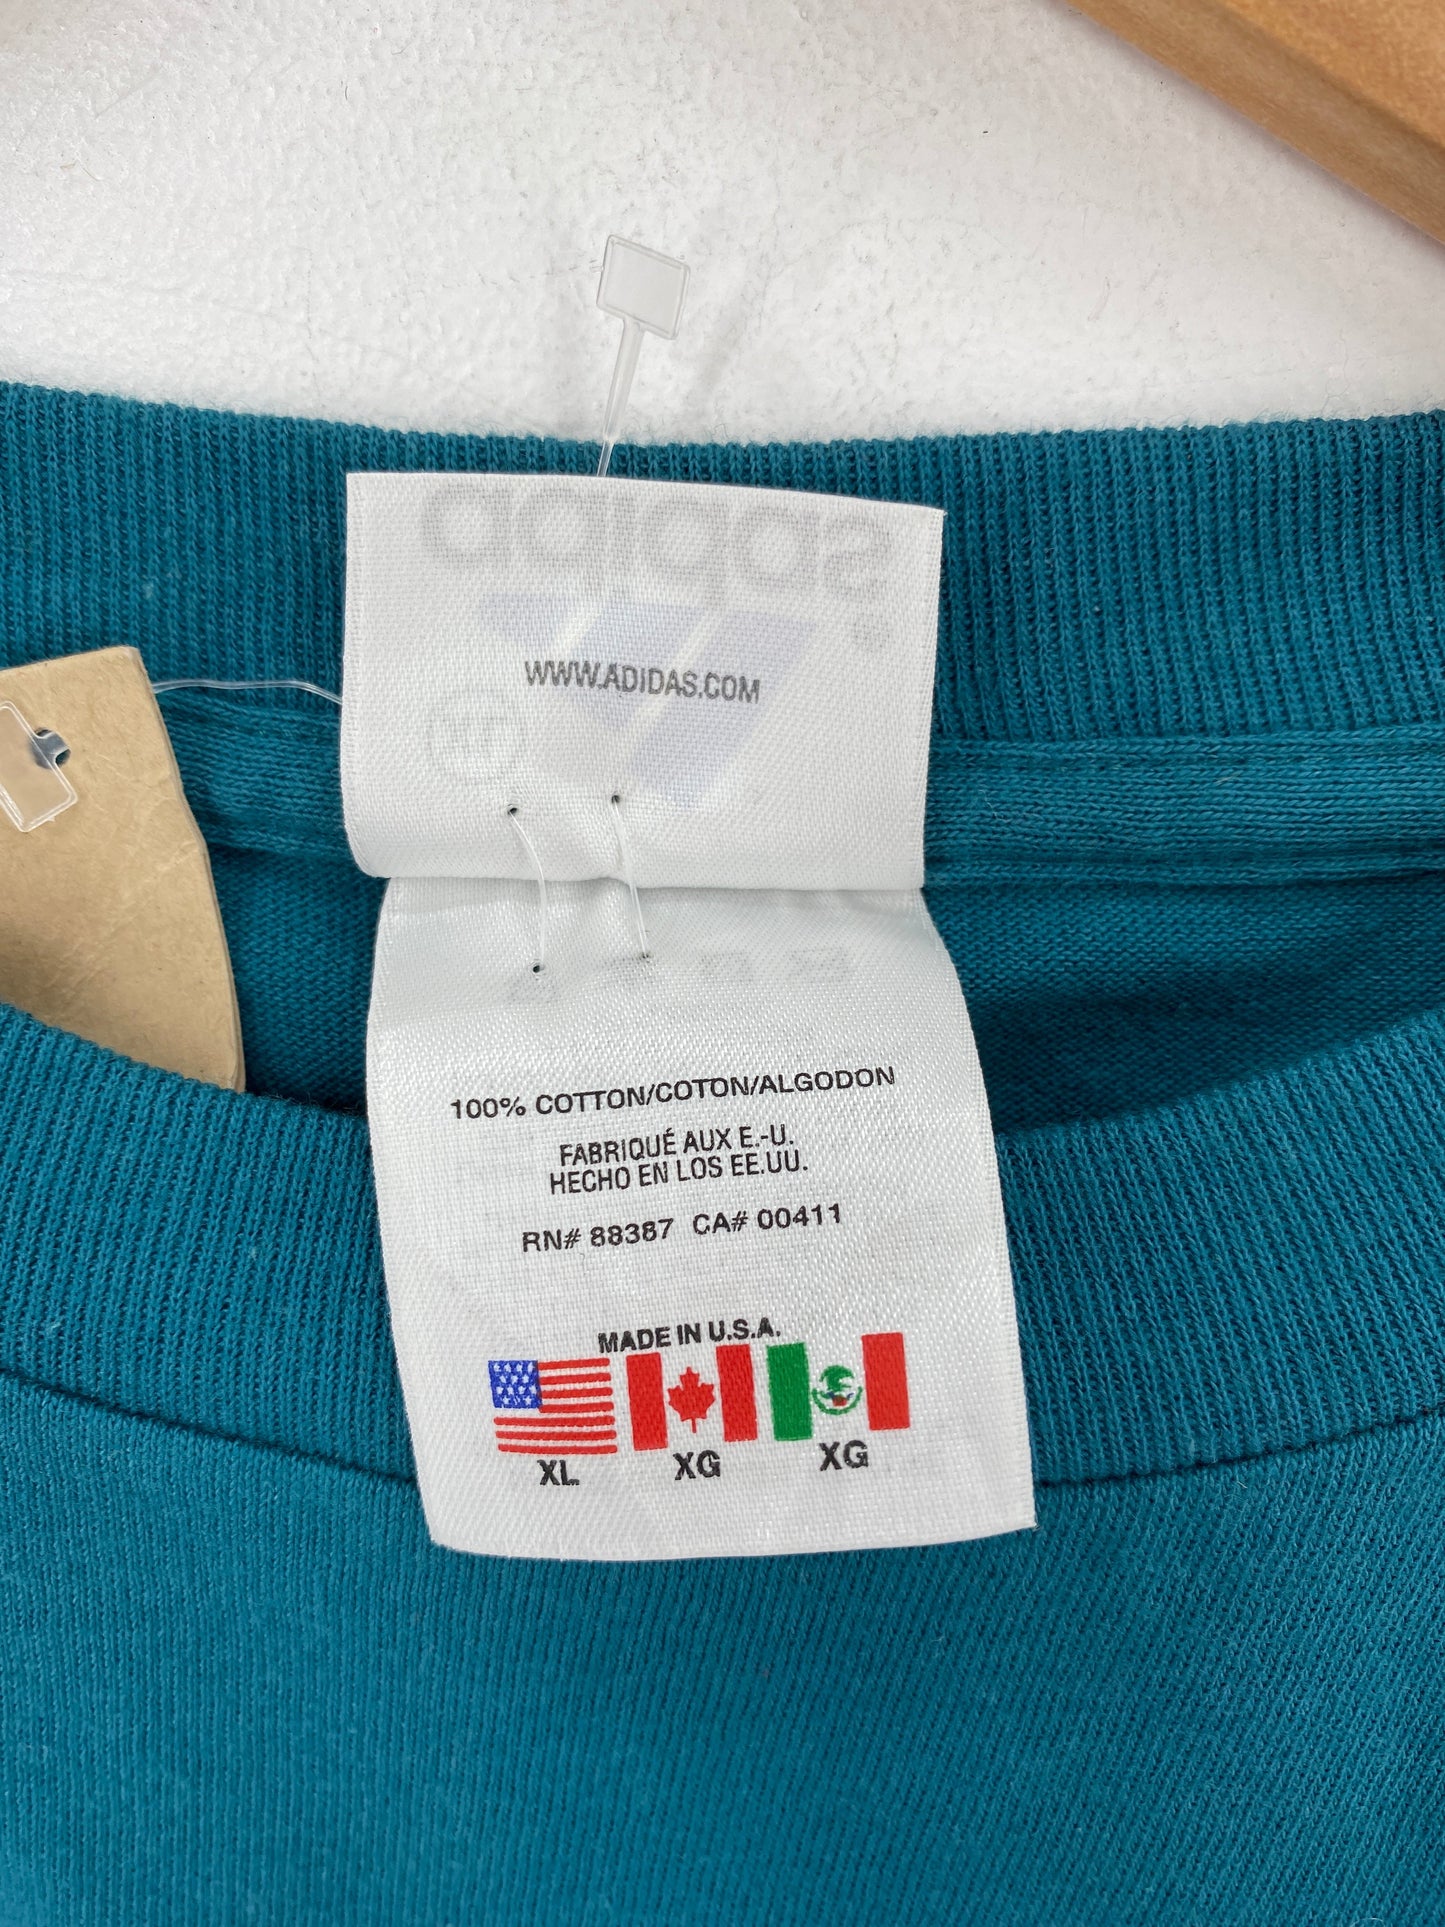 adidas
WWW.ADIDAS.COM
100% COTTON/COTON/ALGODON
FABRIQUÉ AUX E.-U.
HECHO EN LOS EE.UU.
RN# 88387 CA# 00411
MADE IN U.S.A.
XL XG XG